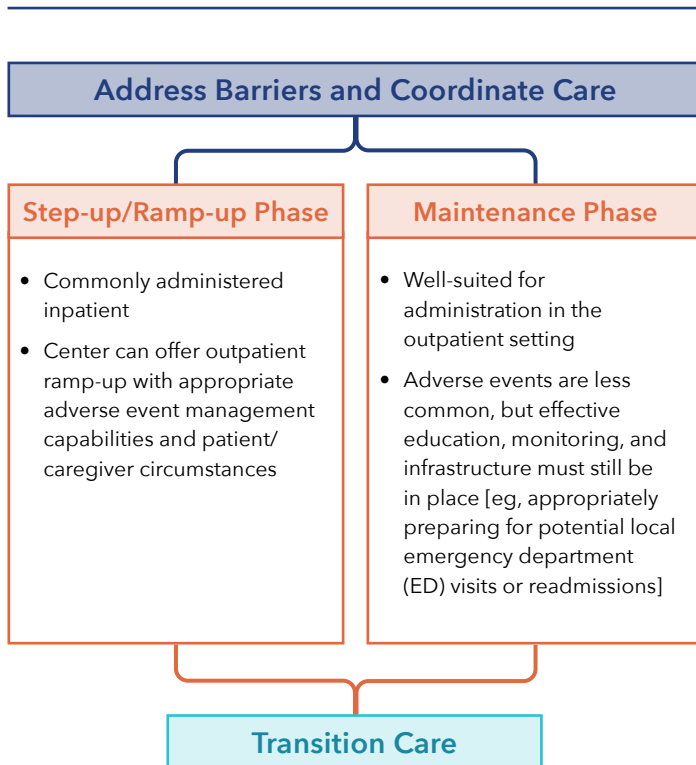 Address Barriers and Coordinate Care
Step-up/Ramp-up Phase
• Commonly administered
inpatient
• Center can offer outpatient
ramp-up with appropriate
adverse event management
capabilities and patient/
caregiver circumstances
Maintenance Phase
• Well-suited for
administration in the
outpatient setting
• Adverse events are less
common, but effective
education, monitoring, and
infrastructure must still be
in place [eg, appropriately
preparing for potential local
emergency department
(ED) visits or readmissions]
Transition Care